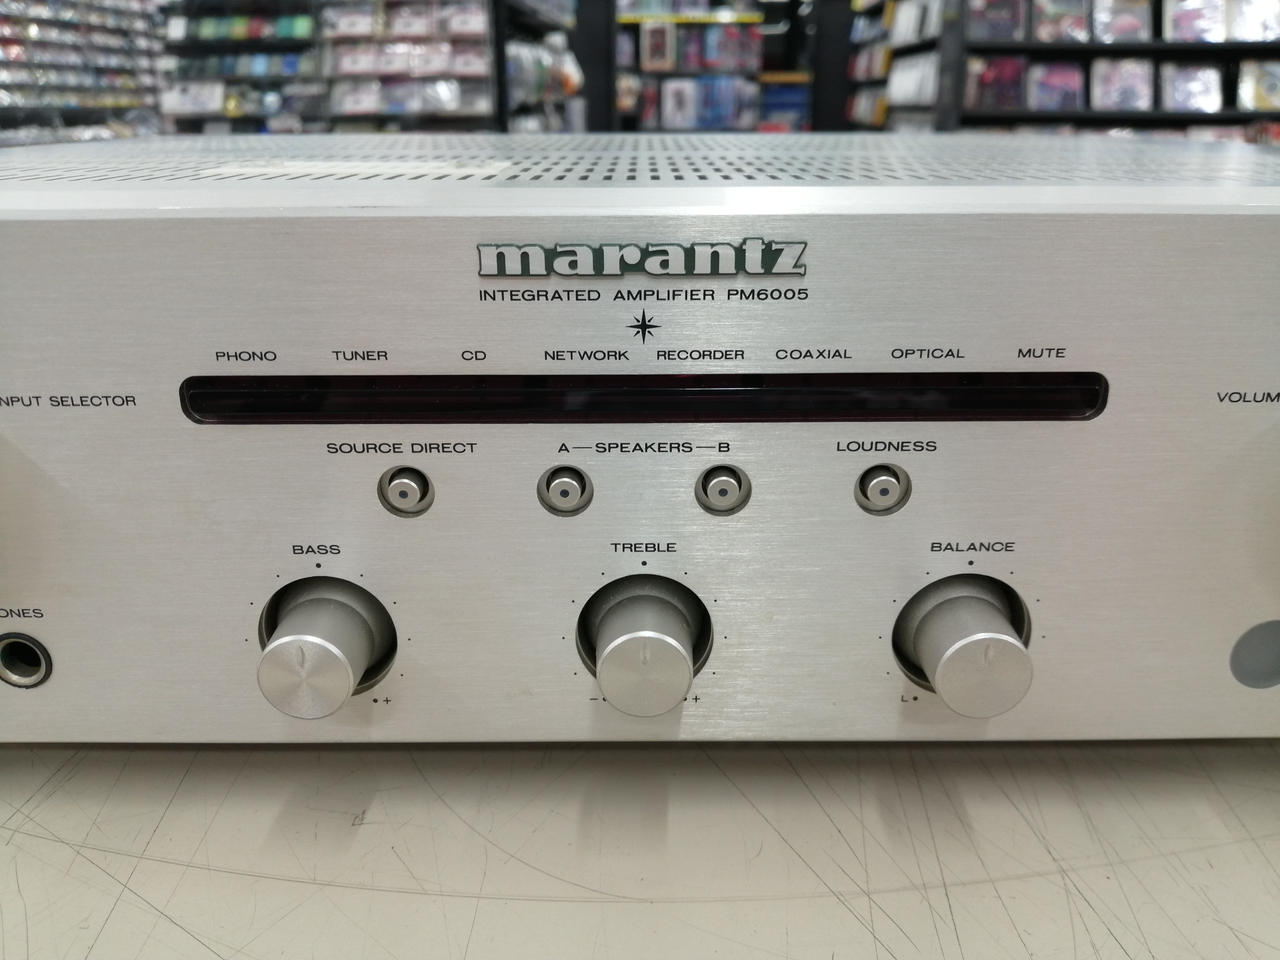 marantz
INTEGRATED AMPLIFIER PM6005
PHONO TUNER CD NETWORK RECORDER COAXIAL OPTICAL MUTE
NPUT SELECTOR
VOLUM
SOURCE DIRECT A—SPEAKERS—B LOUDNESS
BASS TREBLE BALANCE
ONES
+ - + L